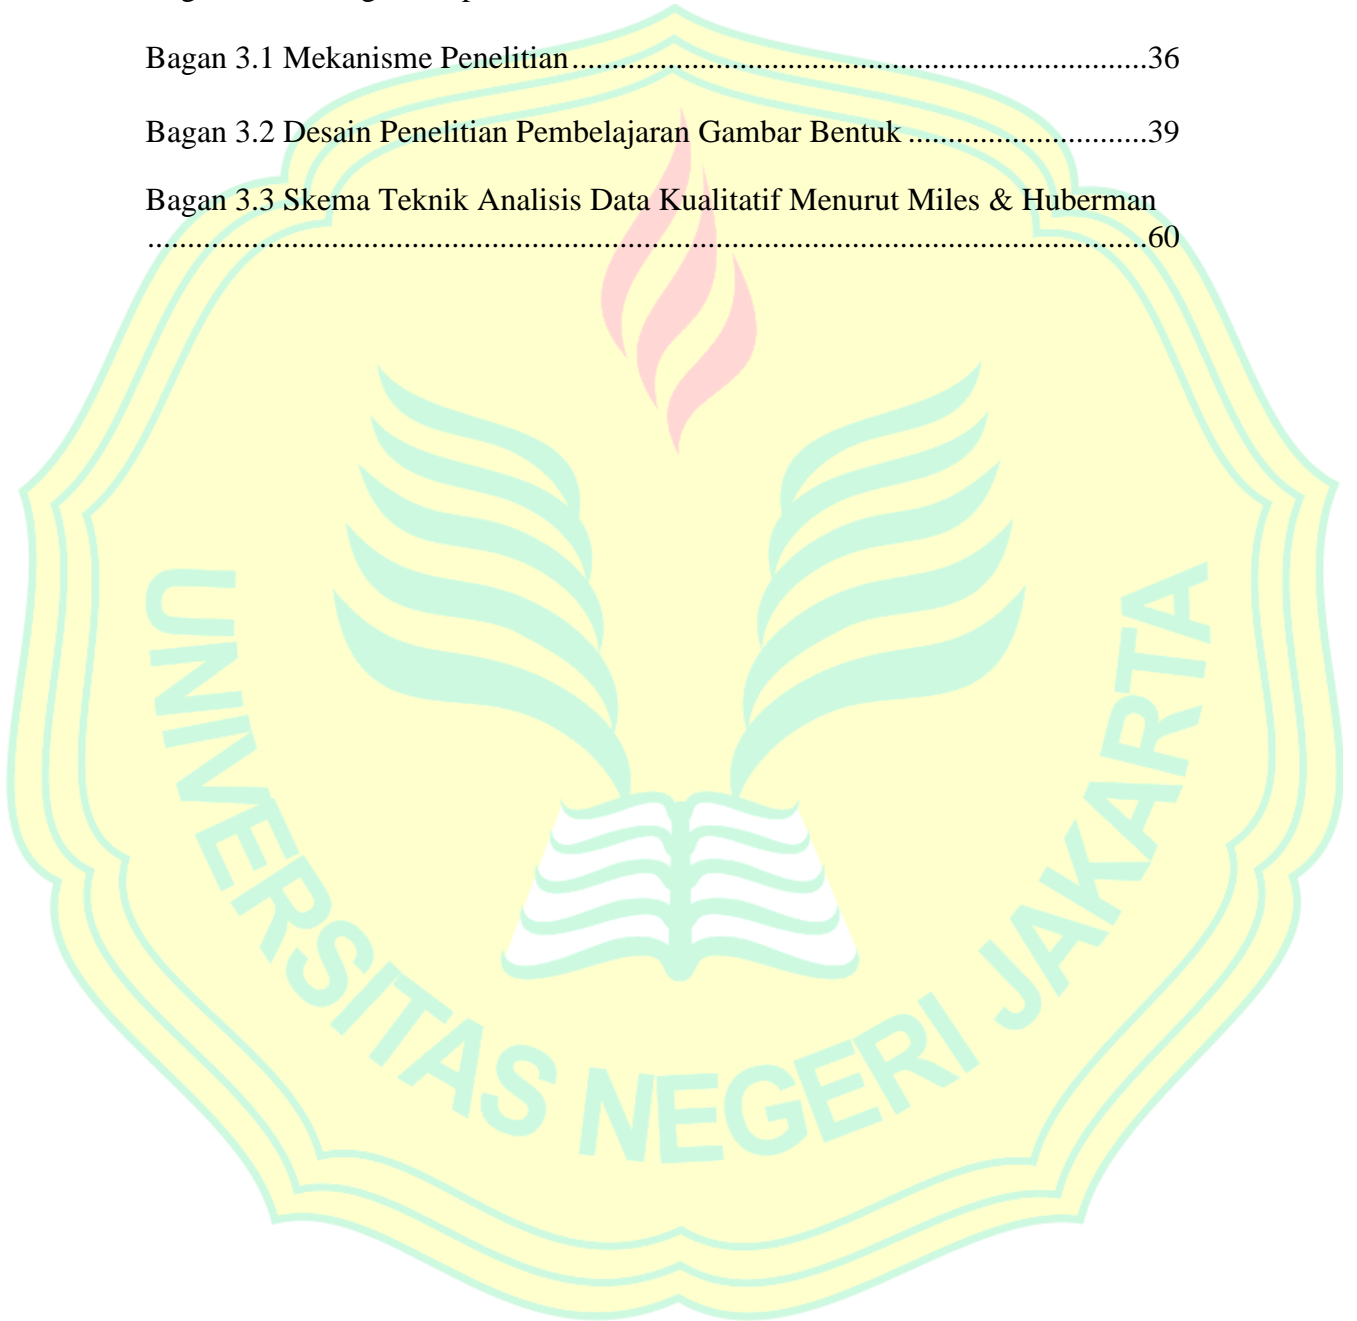 Bagan 3.1 Mekanisme Penelitian........................................................................36
Bagan 3.2 Desain Penelitian Pembelajaran Gambar Bentuk ..............................39
Bagan 3.3 Skema Teknik Analisis Data Kualitatif Menurut Miles & Huberman
.............................................................................................................................60
UNIVERSITAS NEGERI JAKARTA